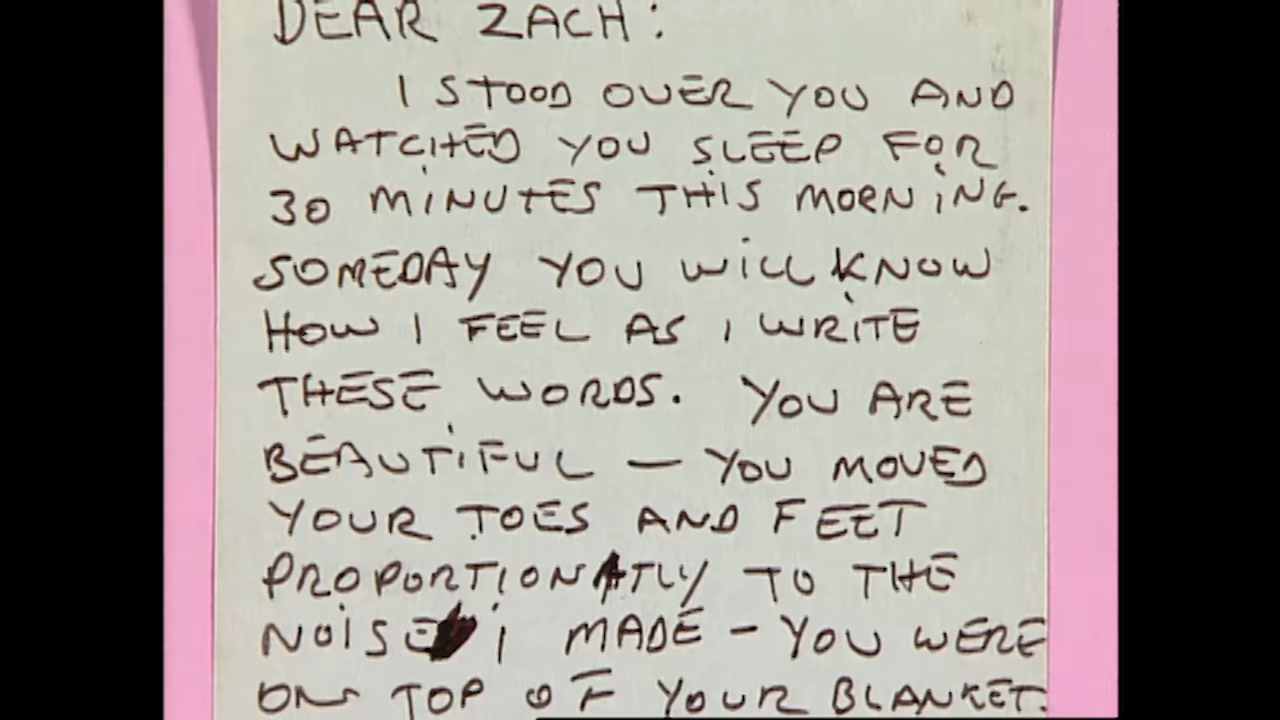 DEAR ZACH:
I STOOD OVER YOU AND
WATCHED YOU SLEEP FOR
30 MINUTES THIS MORNING.
SOMEDAY YOU WILL KNOW
HOW I FEEL AS I WRITE
THESE WORDS. YOU ARE
BEAUTIFUL — YOU MOVED
YOUR TOES AND FEET
PROPORTIONATLY TO THE
NOISE I MADE - YOU WERE
ON TOP OF YOUR BLANKET.